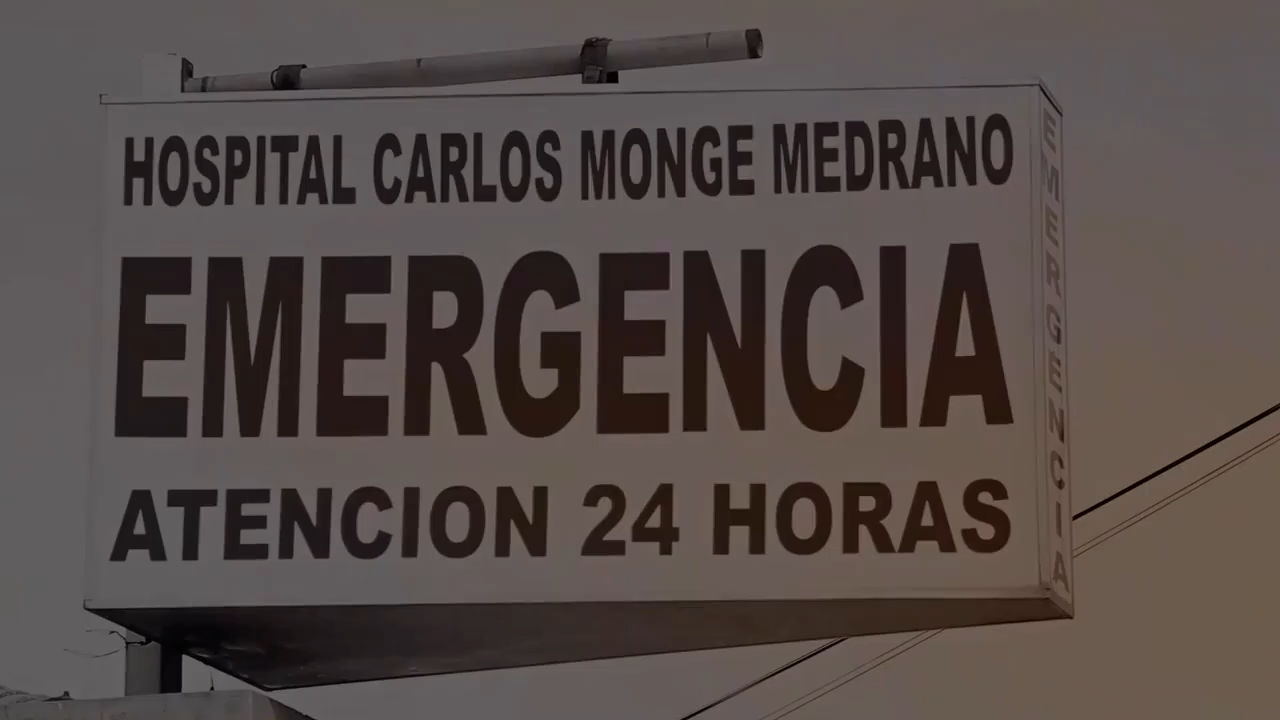 HOSPITAL CARLOS MONGE MEDRANO
EMERGENCIA
ATENCION 24 HORAS
EMERGENCIA